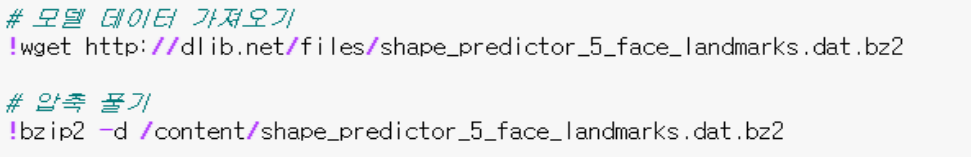 # 모델 데이터 가져오기
!wget http://dlib.net/files/shape_predictor_5_face_landmarks.dat.bz2
# 압축 풀기
!bzip2 -d /content/shape_predictor_5_face_landmarks.dat.bz2